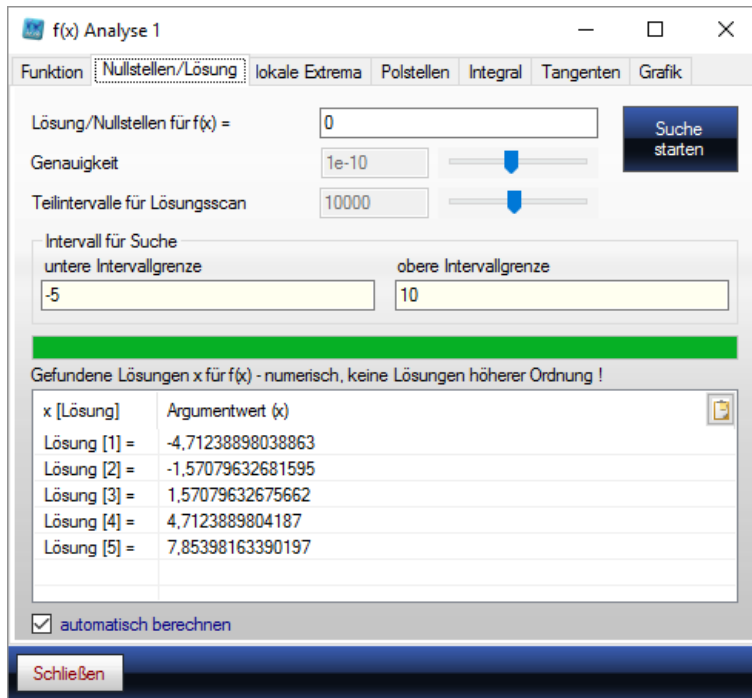 f(x) Analyse 1
Funktion Nullstellen/Lösung lokale Extrema Polstellen Integral Tangenten Grafik
Lösung/Nullstellen für f(x) = 0
Suche
starten
Genauigkeit 1e-10
Teilintervalle für Lösungsscan 10000
Intervall für Suche
untere Intervallgrenze obere Intervallgrenze
-5 10
Gefundene Lösungen x für f(x) - numerisch, keine Lösungen höherer Ordnung !
x [Lösung] Argumentwert (x)
Lösung [1] = -4,71238898038863
Lösung [2] = -1,57079632681595
Lösung [3] = 1,57079632675662
Lösung [4] = 4,7123889804187
Lösung [5] = 7,85398163390197
automatisch berechnen
Schließen